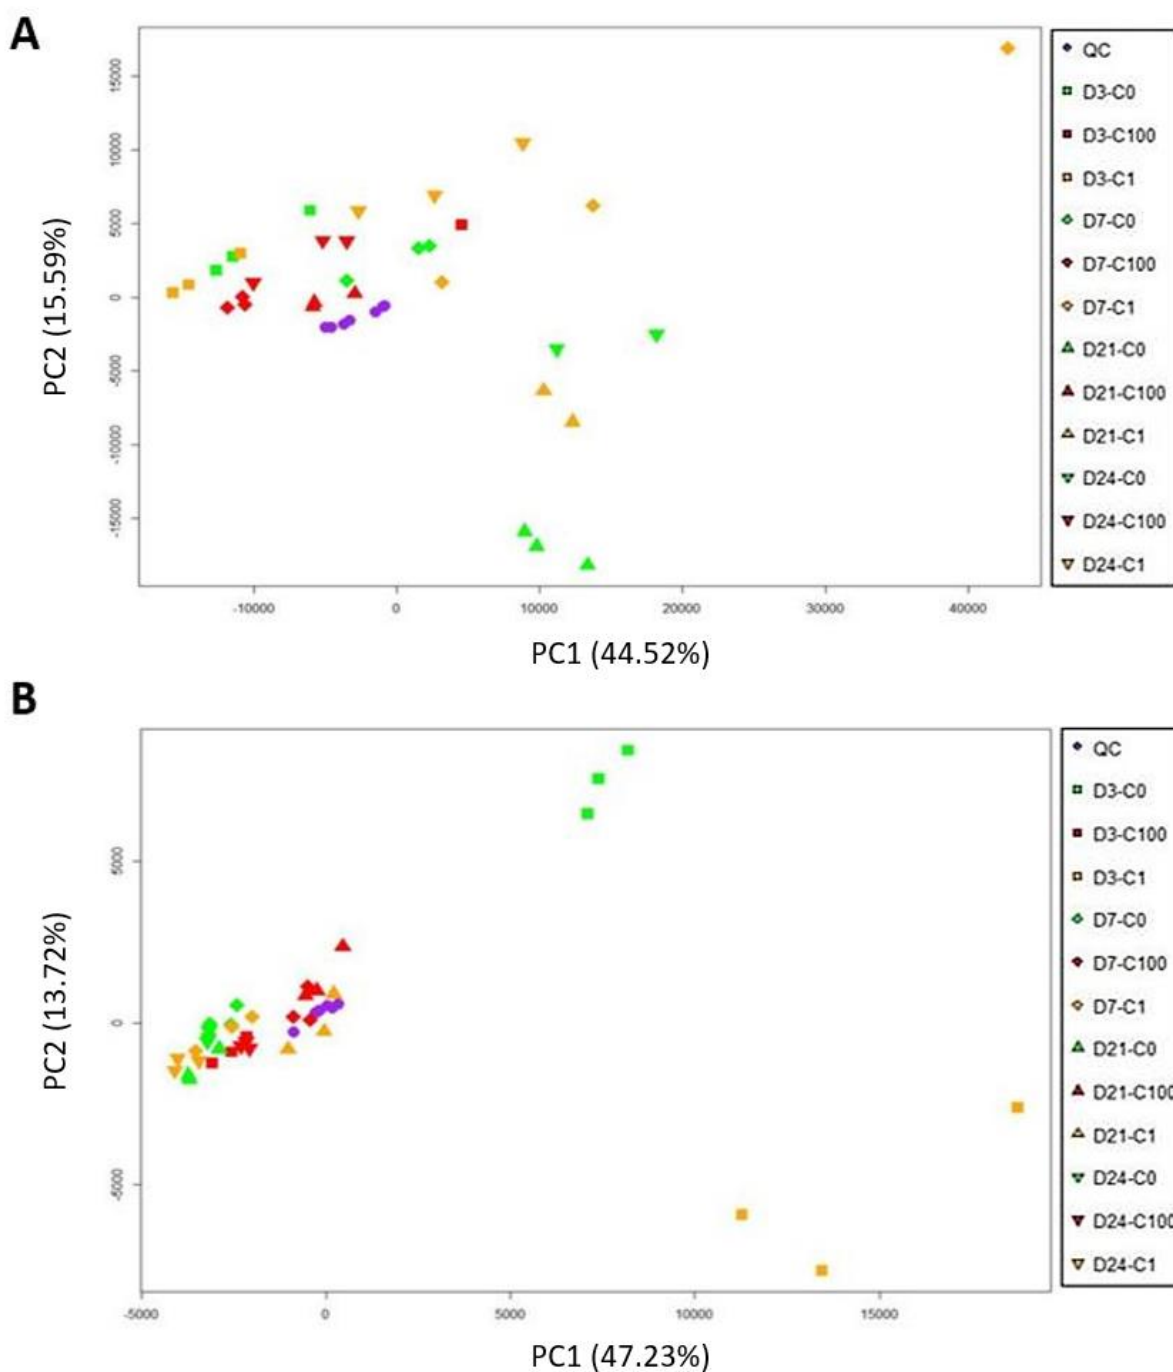 A
15000
10000
50000
0
-50000
-10000
-15000
PC2 (15.59%)
-10000
0
10000
20000
30000
40000
PC1 (44.52%)
QC
D3-C0
D3-C100
D3-C1
D7-C0
D7-C100
D7-C1
D21-C0
D21-C100
D21-C1
D24-C0
D24-C100
D24-C1
B
5000
0
-5000
PC2 (13.72%)
-5000
0
5000
10000
15000
PC1 (47.23%)
QC
D3-C0
D3-C100
D3-C1
D7-C0
D7-C100
D7-C1
D21-C0
D21-C100
D21-C1
D24-C0
D24-C100
D24-C1